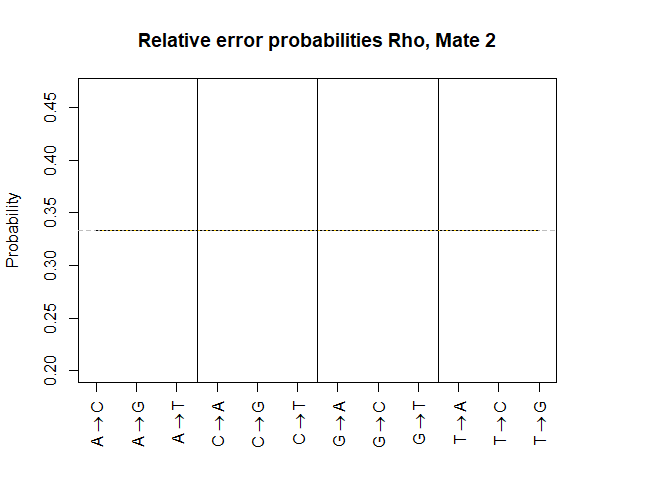 Relative error probabilities Rho, Mate 2
Probability
0.45
0.40
0.35
0.30
0.25
0.20
A→C
A→G
A→T
C→A
C→G
C→T
G→A
G→C
G→T
T→A
T→C
T→G